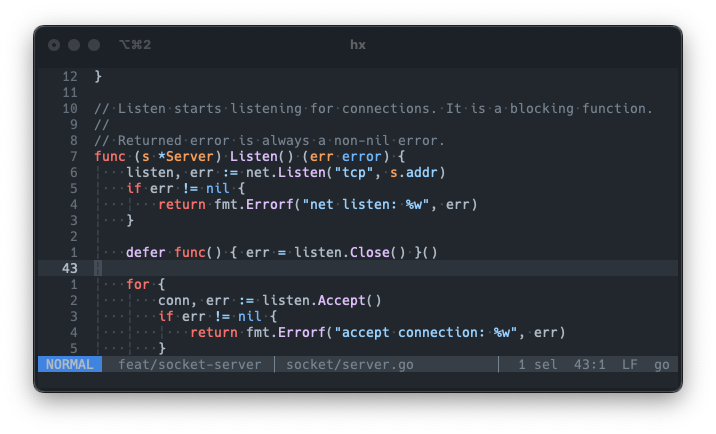 ⌥⌘2 hx
12 }
11
10 // Listen starts listening for connections. It is a blocking function.
9 //
8 // Returned error is always a non-nil error.
7 func (s *Server) Listen() (err error) {
6 listen, err := net.Listen("tcp", s.addr)
5 if err != nil {
4 return fmt.Errorf("net listen: %w", err)
3 }
2
1 defer func() { err = listen.Close() }()
43
1 for {
2 conn, err := listen.Accept()
3 if err != nil {
4 return fmt.Errorf("accept connection: %w", err)
5 }
NORMAL feat/socket-server socket/server.go 1 sel 43:1 LF go